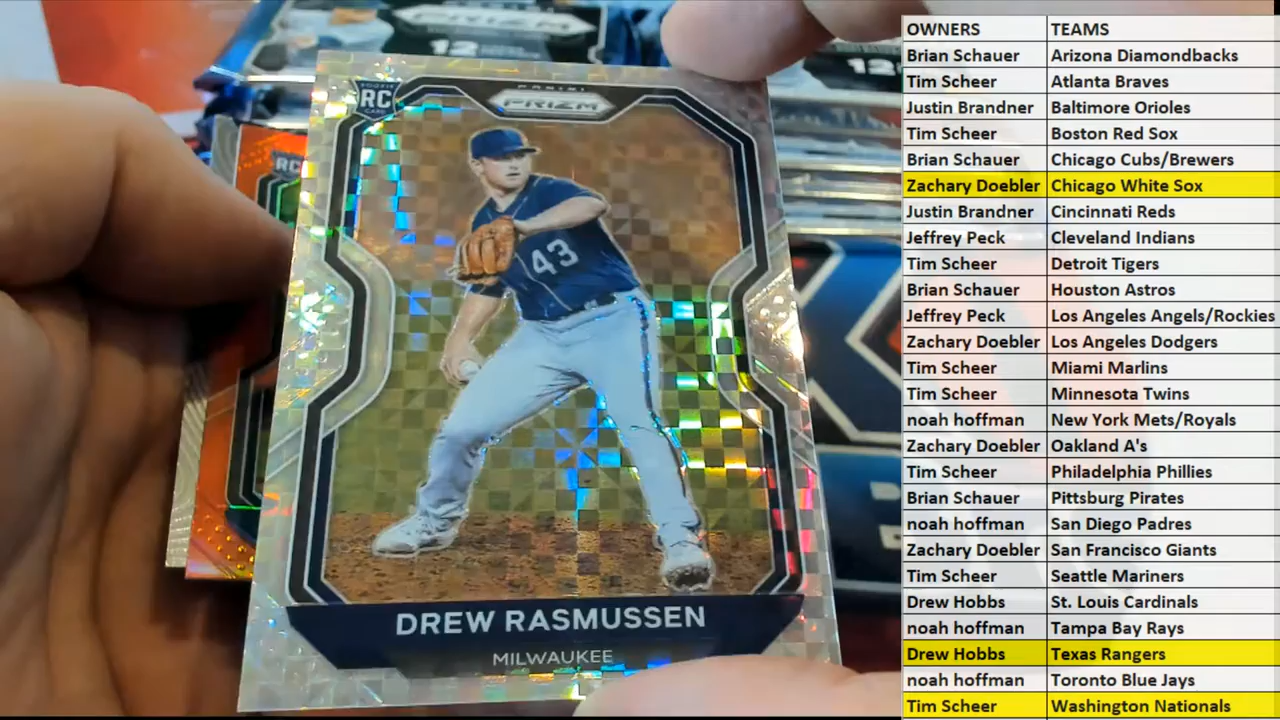 PRIZM
12
12
ROOKIE
RC
CARD
PANINI
PRIZM
RC
43
DREW RASMUSSEN
MILWAUKEE
OWNERS TEAMS
Brian Schauer Arizona Diamondbacks
Tim Scheer Atlanta Braves
Justin Brandner Baltimore Orioles
Tim Scheer Boston Red Sox
Brian Schauer Chicago Cubs/Brewers
Zachary Doebler Chicago White Sox
Justin Brandner Cincinnati Reds
Jeffrey Peck Cleveland Indians
Tim Scheer Detroit Tigers
Brian Schauer Houston Astros
Jeffrey Peck Los Angeles Angels/Rockies
Zachary Doebler Los Angeles Dodgers
Tim Scheer Miami Marlins
Tim Scheer Minnesota Twins
noah hoffman New York Mets/Royals
Zachary Doebler Oakland A's
Tim Scheer Philadelphia Phillies
Brian Schauer Pittsburg Pirates
noah hoffman San Diego Padres
Zachary Doebler San Francisco Giants
Tim Scheer Seattle Mariners
Drew Hobbs St. Louis Cardinals
noah hoffman Tampa Bay Rays
Drew Hobbs Texas Rangers
noah hoffman Toronto Blue Jays
Tim Scheer Washington Nationals